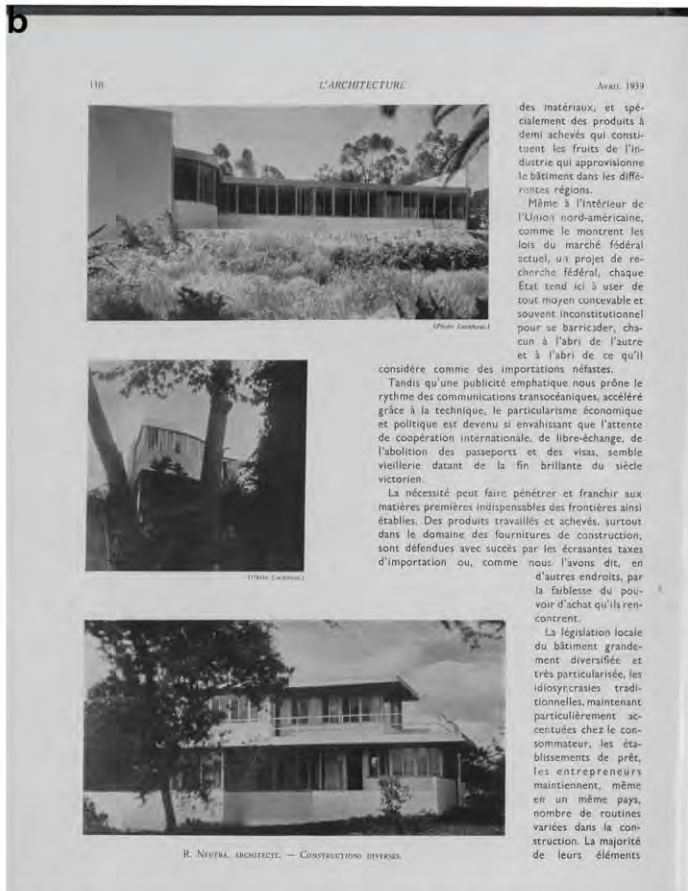 b
110
L'ARCHITECTURE
AVRIL 1939
des matériaux, et spé-
cialement des produits à
demi achevés qui consti-
tuent les fruits de l'in-
dustrie qui approvisionne
le bâtiment dans les diffé-
rentes régions.
Même à l'intérieur de
l'Union nord-américaine,
comme le montrent les
lois du marché fédéral
actuel, un projet de re-
cherche fédéral, chaque
État tend ici à user de
tout moyen concevable et
souvent inconstitutionnel
pour se barricader, cha-
cun à l'abri de l'autre
et à l'abri de ce qu'il
considère comme des importations néfastes.
Tandis qu'une publicité emphatique nous prône le
rythme des communications transocéaniques, accéléré
grâce à la technique, le particularisme économique
et politique est devenu si envahissant que l'attente
de coopération internationale, de libre-échange, de
l'abolition des passeports et des visas, semble
vieillerie datant de la fin brillante du siècle
victorien.
La nécessité peut faire pénétrer et franchir aux
matières premières indispensables des frontières ainsi
établies. Des produits travaillés et achevés, surtout
dans le domaine des fournitures de construction,
sont défendues avec succès par les écrasantes taxes
d'importation ou, comme nous l'avons dit, en
d'autres endroits, par
la faiblesse du pou-
voir d'achat qu'ils ren-
contrent.
La législation locale
du bâtiment grande-
ment diversifiée et
très particularisée, les
idiosyncrasies tradi-
tionnelles, maintenant
particulièrement ac-
centuées chez le con-
sommateur, les éta-
blissements de prêt,
les entrepreneurs
maintiennent, même
en un même pays,
nombre de routines
variées dans la con-
struction. La majorité
de leurs éléments
(Photo Luckhaus.)
(Photo Luckhaus.)
R. NEUTRA, ARCHITECTE. — CONSTRUCTIONS DIVERSES.